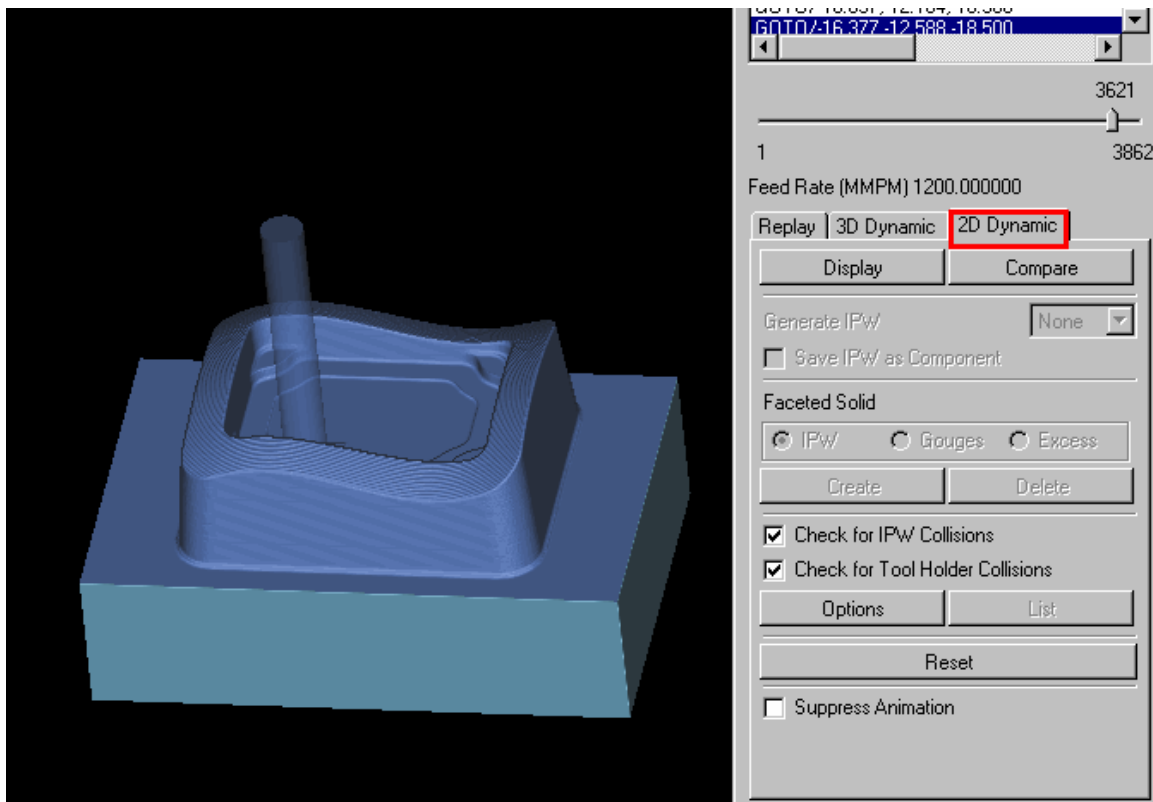 GOTO/-16.377,-12.588,-18.500
3621
1 3862
Feed Rate (MMPM) 1200.000000
Replay 3D Dynamic 2D Dynamic
Display Compare
Generate IPW None
Save IPW as Component
Faceted Solid
IPW Gouges Excess
Create Delete
Check for IPW Collisions
Check for Tool Holder Collisions
Options List
Reset
Suppress Animation